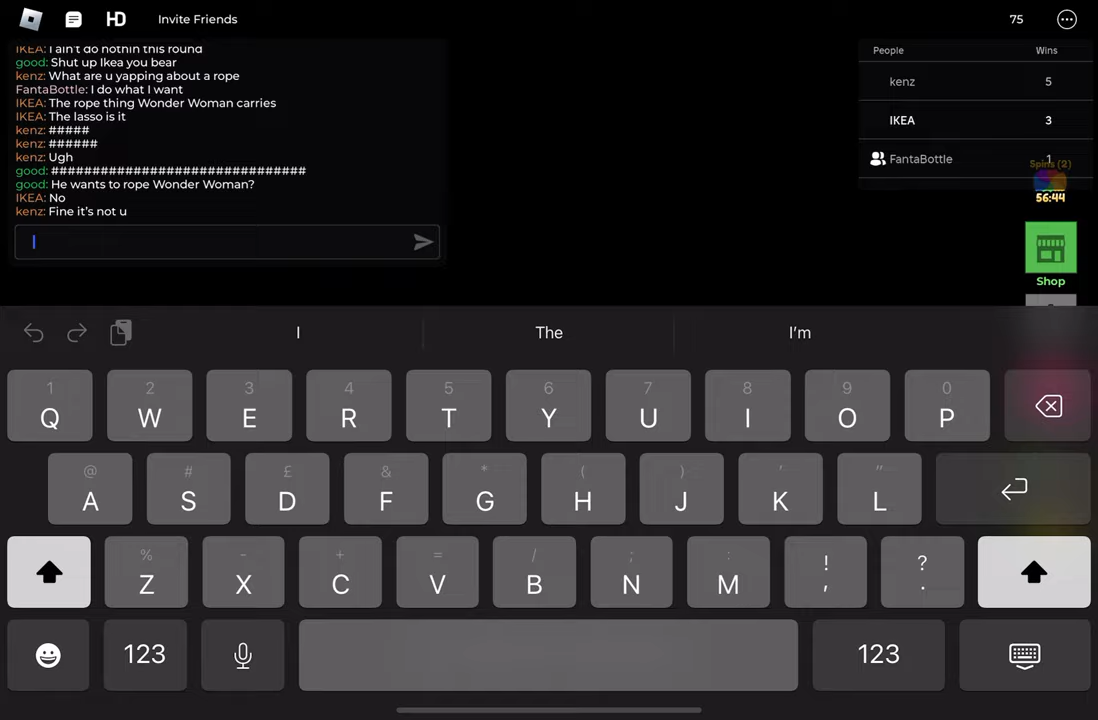 HD Invite Friends 75
IKEA: I ain't do nothin this round
good: Shut up Ikea you bear
kenz: What are u yapping about a rope
FantaBottle: I do what I want
IKEA: The rope thing Wonder Woman carries
IKEA: The lasso is it
kenz: #####
kenz: ######
kenz: Ugh
good: ###############################
good: He wants to rope Wonder Woman?
IKEA: No
kenz: Fine it's not u
People Wins
kenz 5
IKEA 3
FantaBottle 1
Spins (2)
56:44
Shop
I The I'm
1 2 3 4 5 6 7 8 9 0
Q W E R T Y U I O P
@ # £ & * ( ) ' "
A S D F G H J K L
% - + = / ; : ! ?
Z X C V B N M , .
123 123